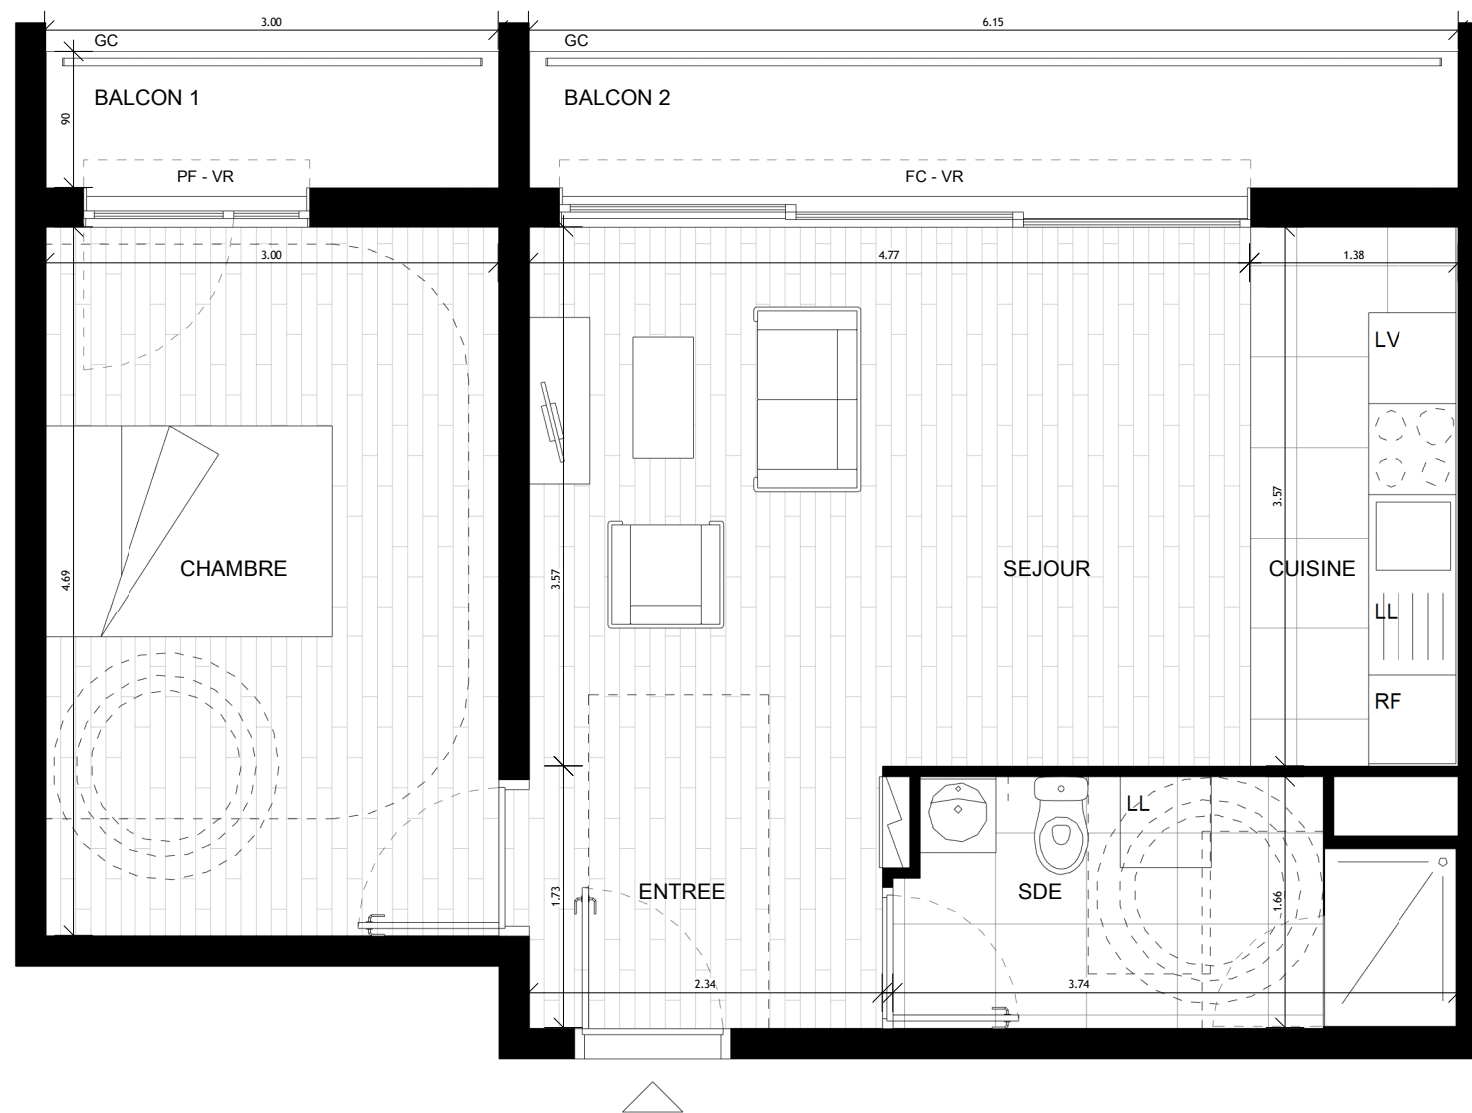 3.00
6.15
GC
GC
BALCON 1
BALCON 2
90
PF - VR
FC - VR
3.00
4.77
1.38
LV
3.57
4.69
3.57
CHAMBRE
SEJOUR
CUISINE
LL
RF
LL
ENTREE
SDE
1.73
1.66
2.34
3.74